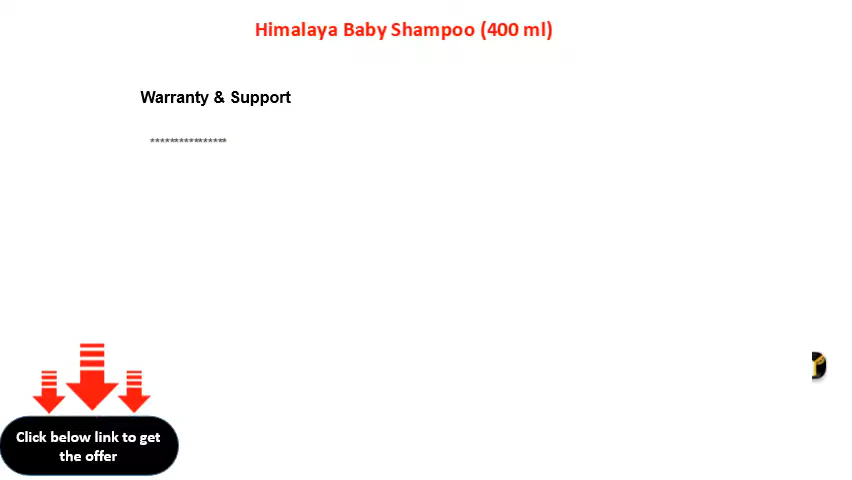 Himalaya Baby Shampoo (400 ml)
Warranty & Support
****************
Click below link to get
the offer